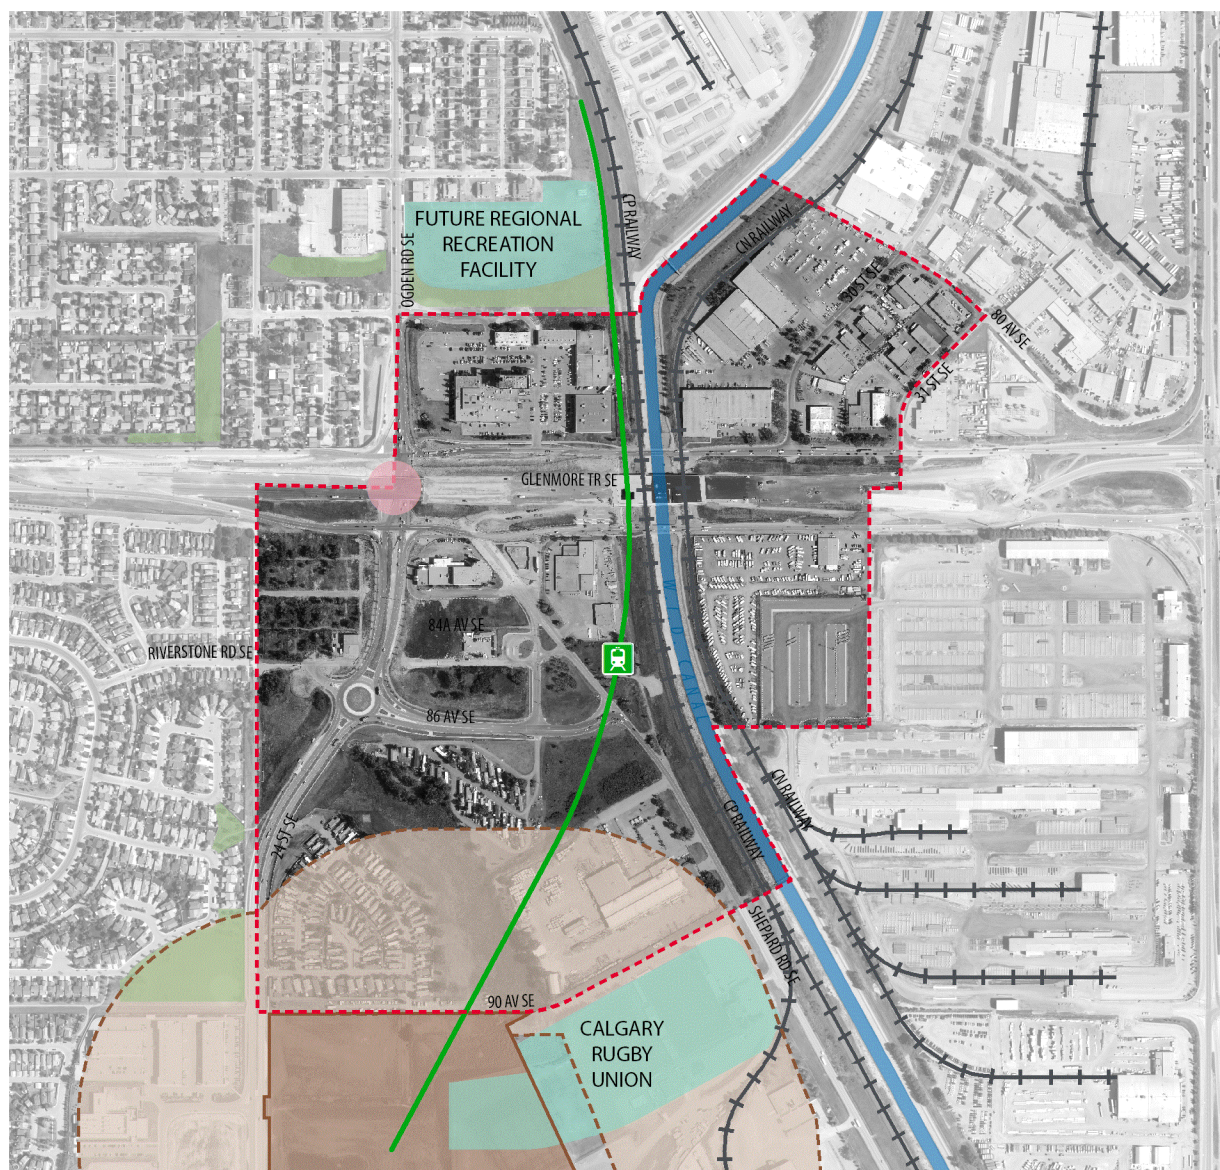 FUTURE REGIONAL
RECREATION
FACILITY
OGDEN RD SE
CP RAILWAY
CN RAILWAY
30 ST SE
80 AV SE
31 ST SE
GLENMORE TR SE
W I D CANAL
84A AV SE
RIVERSTONE RD SE
86 AV SE
24 ST SE
CN RAILWAY
CP RAILWAY
SHEPARD RD SE
90 AV SE
CALGARY
RUGBY
UNION